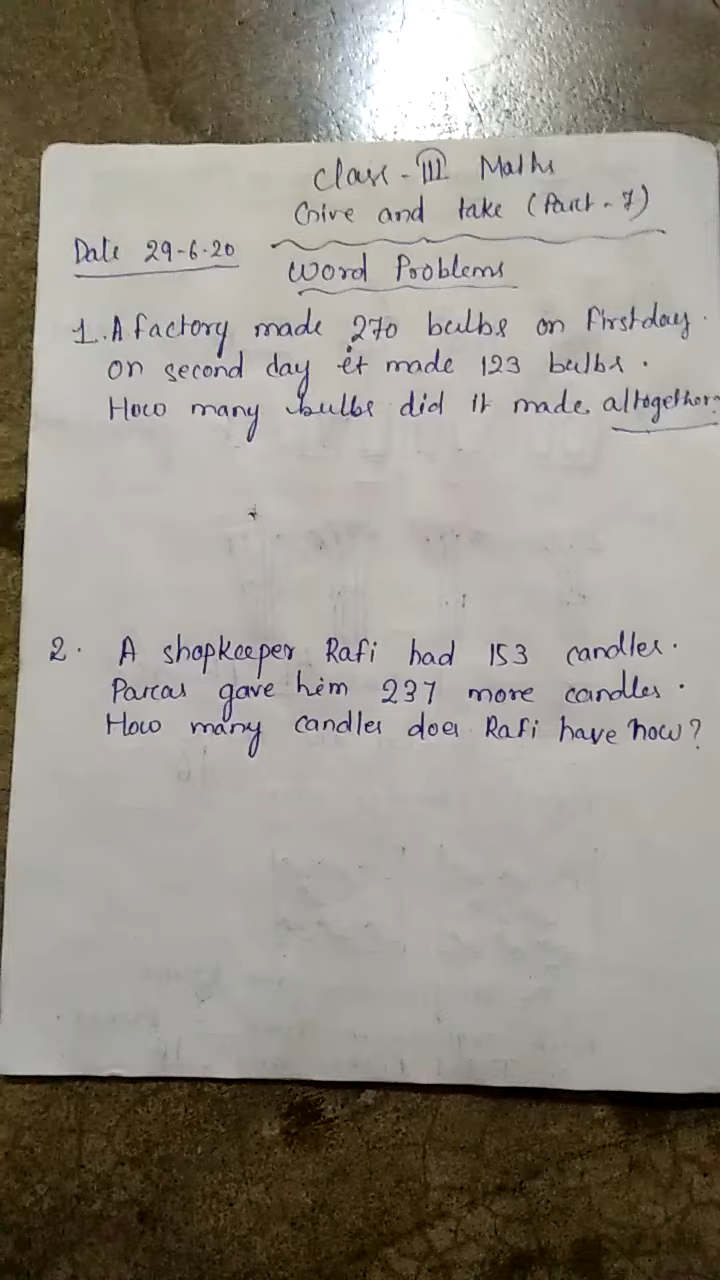 Class - III Maths
Give and take (Part - 7)
Date 29-6-20
Word Problems
1. A factory made 270 bulbs on first day.
on second day it made 123 bulbs.
How many bulbs did it made altogether?
2. A shopkeeper Rafi had 153 candles.
Paras gave him 237 more candles.
How many candles does Rafi have now?